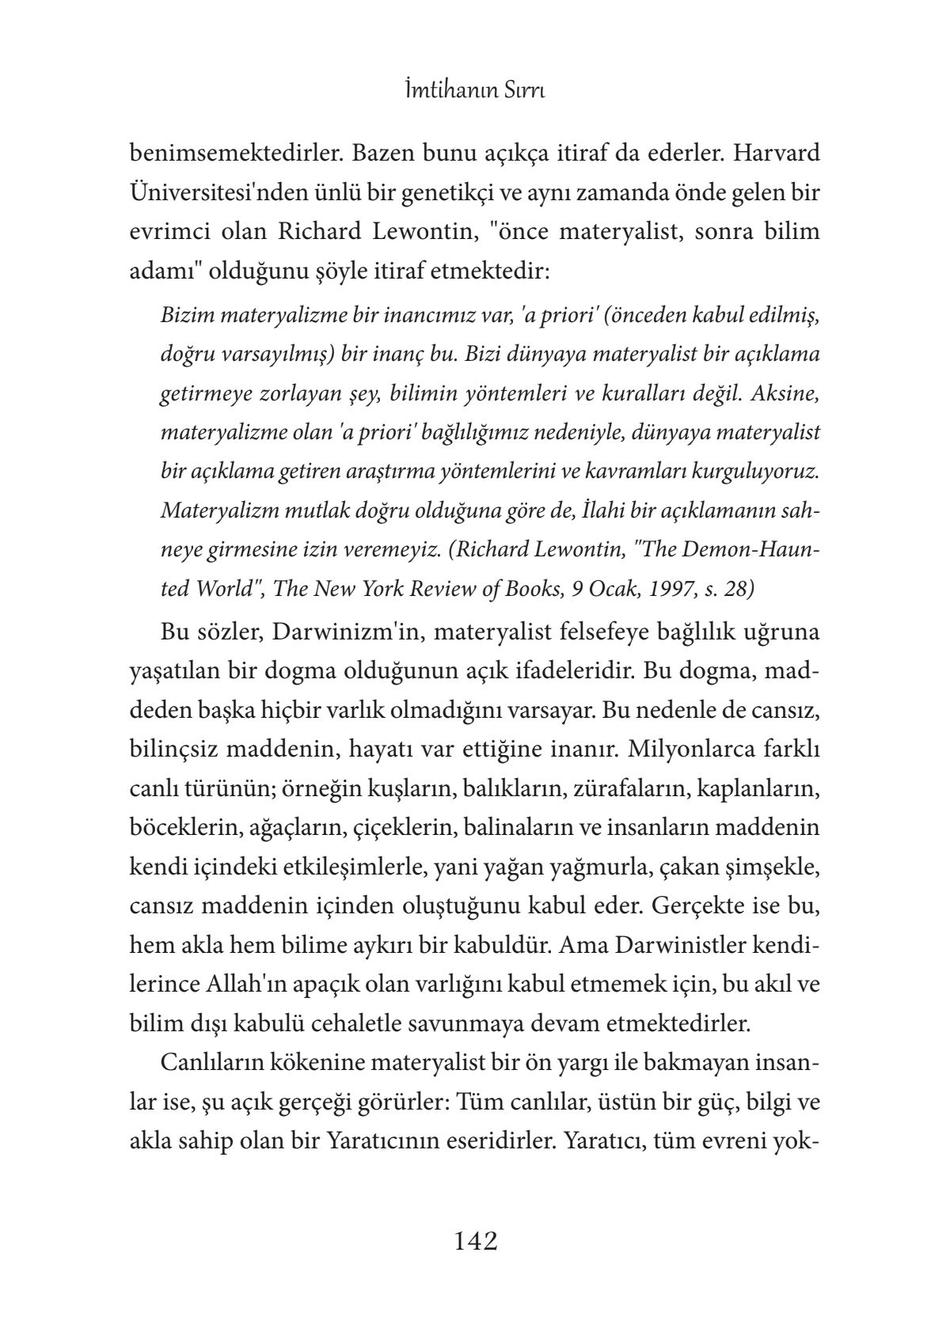 İmtihanın Sırrı
benimsemektedirler. Bazen bunu açıkça itiraf da ederler. Harvard
Üniversitesi'nden ünlü bir genetikçi ve aynı zamanda önde gelen bir
evrimci olan Richard Lewontin, "önce materyalist, sonra bilim
adamı" olduğunu şöyle itiraf etmektedir:
Bizim materyalizme bir inancımız var, 'a priori' (önceden kabul edilmiş,
doğru varsayılmış) bir inanç bu. Bizi dünyaya materyalist bir açıklama
getirmeye zorlayan şey, bilimin yöntemleri ve kuralları değil. Aksine,
materyalizme olan 'a priori' bağlılığımız nedeniyle, dünyaya materyalist
bir açıklama getiren araştırma yöntemlerini ve kavramları kurguluyoruz.
Materyalizm mutlak doğru olduğuna göre de, İlahi bir açıklamanın sah-
neye girmesine izin veremeyiz. (Richard Lewontin, "The Demon-Haun-
ted World", The New York Review of Books, 9 Ocak, 1997, s. 28)
Bu sözler, Darwinizm'in, materyalist felsefeye bağlılık uğruna
yaşatılan bir dogma olduğunun açık ifadeleridir. Bu dogma, mad-
deden başka hiçbir varlık olmadığını varsayar. Bu nedenle de cansız,
bilinçsiz maddenin, hayatı var ettiğine inanır. Milyonlarca farklı
canlı türünün; örneğin kuşların, balıkların, zürafaların, kaplanların,
böceklerin, ağaçların, çiçeklerin, balinaların ve insanların maddenin
kendi içindeki etkileşimlerle, yani yağan yağmurla, çakan şimşekle,
cansız maddenin içinden oluştuğunu kabul eder. Gerçekte ise bu,
hem akla hem bilime aykırı bir kabuldür. Ama Darwinistler kendi-
lerince Allah'ın apaçık olan varlığını kabul etmemek için, bu akıl ve
bilim dışı kabulü cehaletle savunmaya devam etmektedirler.
Canlıların kökenine materyalist bir ön yargı ile bakmayan insan-
lar ise, şu açık gerçeği görürler: Tüm canlılar, üstün bir güç, bilgi ve
akla sahip olan bir Yaratıcının eseridirler. Yaratıcı, tüm evreni yok-
142